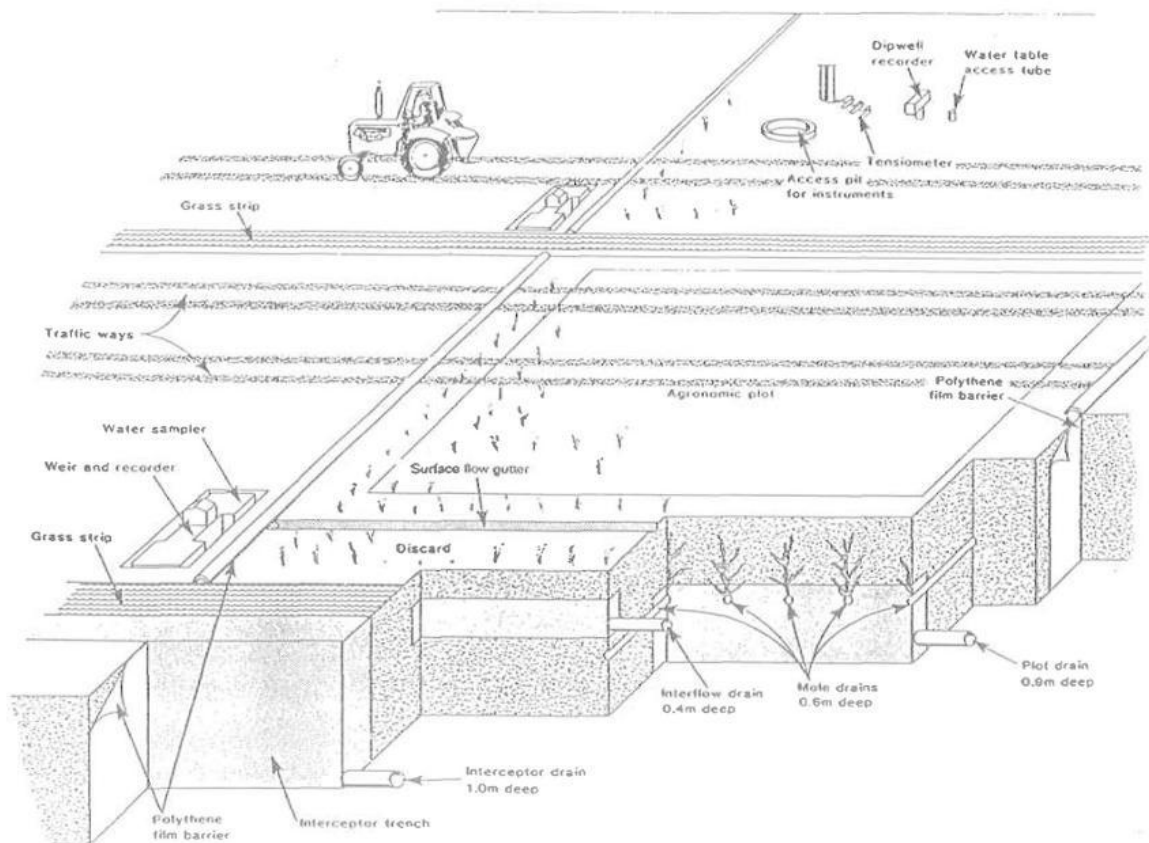 Dipwell
recorder
Water table
access tube
Tensiometer
Access pit
for instruments
Grass strip
Traffic ways
Agronomic plot
Polythene
film barrier
Water sampler
Weir and recorder
Surface flow gutter
Grass strip
Discard
Interflow drain
0.4m deep
Mole drains
0.6m deep
Plot drain
0.9m deep
Interceptor drain
1.0m deep
Polythene
film barrier
Interceptor trench